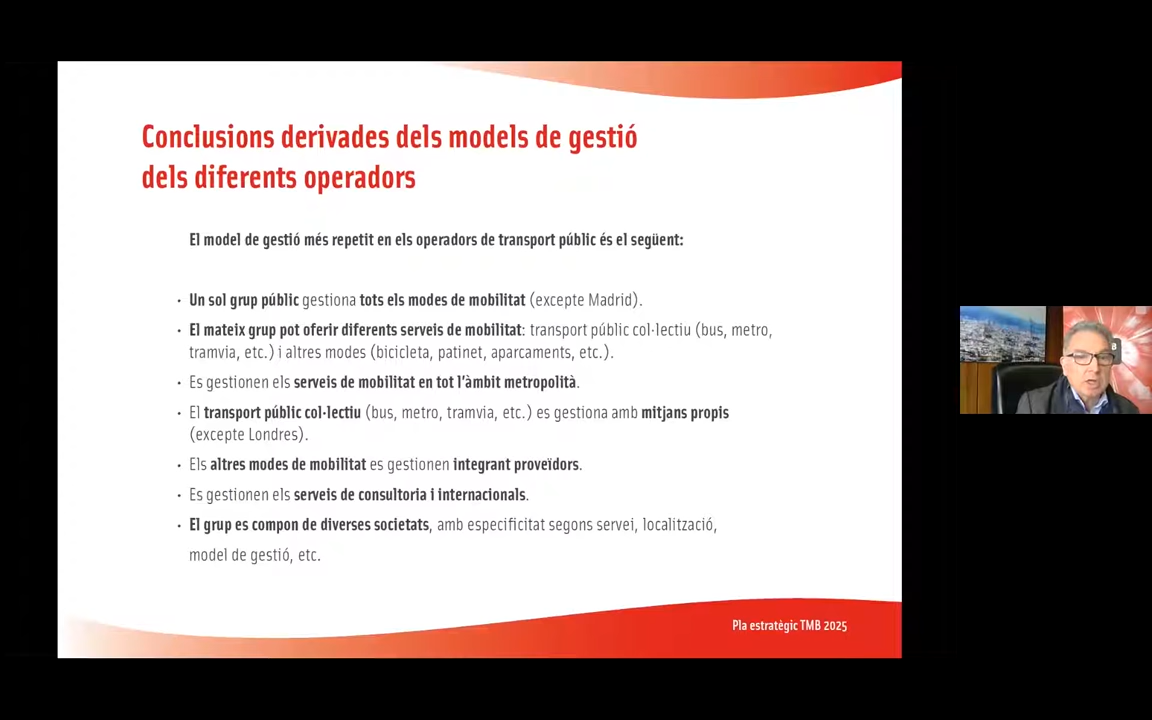 Conclusions derivades dels models de gestió
dels diferents operadors
El model de gestió més repetit en els operadors de transport públic és el següent:
• Un sol grup públic gestiona tots els modes de mobilitat (excepte Madrid).
• El mateix grup pot oferir diferents serveis de mobilitat: transport públic col·lectiu (bus, metro,
tramvia, etc.) i altres modes (bicicleta, patinet, aparcaments, etc.).
• Es gestionen els serveis de mobilitat en tot l'àmbit metropolità.
• El transport públic col·lectiu (bus, metro, tramvia, etc.) es gestiona amb mitjans propis
(excepte Londres).
• Els altres modes de mobilitat es gestionen integrant proveïdors.
• Es gestionen els serveis de consultoria i internacionals.
• El grup es compon de diverses societats, amb especificitat segons servei, localització,
model de gestió, etc.
Pla estratègic TMB 2025
B